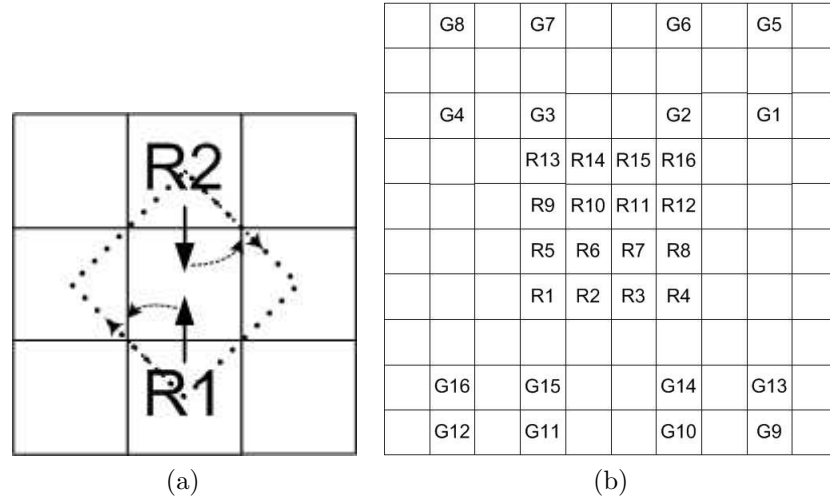 R2
R1
(a)
G8 G7 G6 G5
G4 G3 G2 G1
R13 R14 R15 R16
R9 R10 R11 R12
R5 R6 R7 R8
R1 R2 R3 R4
G16 G15 G14 G13
G12 G11 G10 G9
(b)